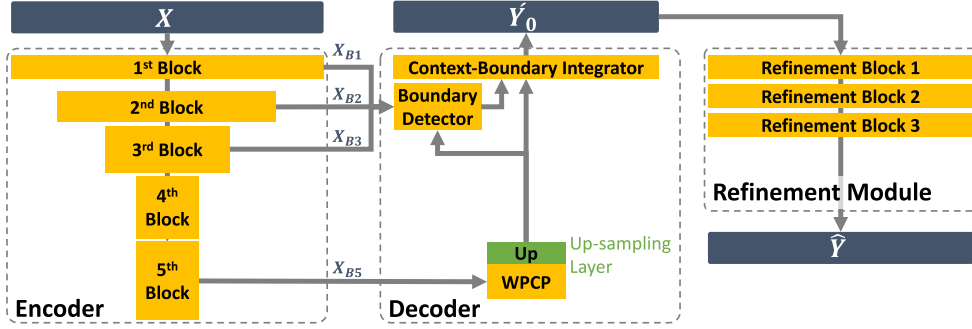 X
1st Block
2nd Block
3rd Block
4th
Block
5th
Block
Encoder
X_B1
X_B2
X_B3
X_B5
Ý_0
Context-Boundary Integrator
Boundary
Detector
Up
WPCP
Up-sampling
Layer
Decoder
Refinement Block 1
Refinement Block 2
Refinement Block 3
Refinement Module
Ŷ